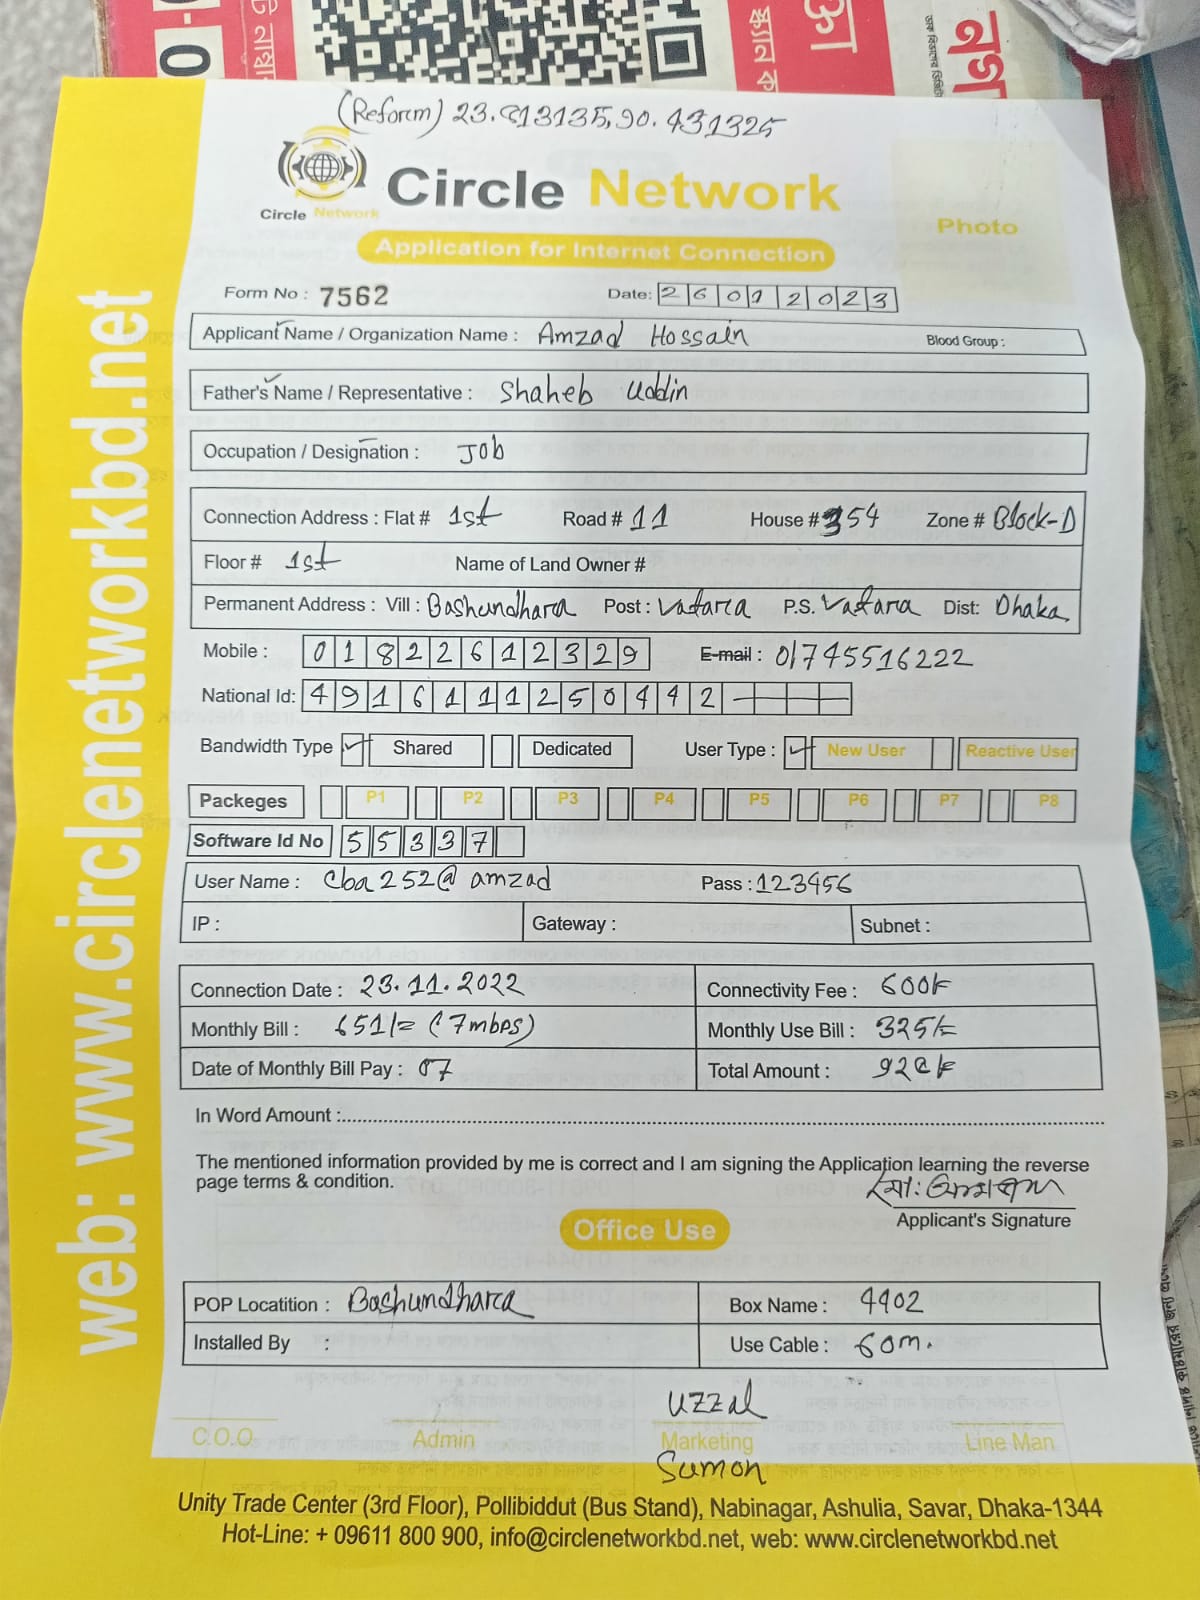 (Reform) 23.813135, 90.431325
Circle Network
Circle Network
Photo
Application for Internet Connection
Form No : 7562 Date: 26012023
Applicant Name / Organization Name : Amzad Hossain Blood Group :
Father's Name / Representative : Shaheb Uddin
Occupation / Designation : Job
Connection Address : Flat # 1st Road # 11 House # 354 Zone # Block-D
Floor # 1st Name of Land Owner #
Permanent Address : Vill : Bashundhara Post : Vatara P.S. Vatara Dist: Dhaka,
Mobile : 01822612329 E-mail : 01745516222
National Id: 4916111250442
Bandwidth Type Shared Dedicated User Type : New User Reactive User
Packeges P1 P2 P3 P4 P5 P6 P7 P8
Software Id No 55337
User Name : Cba252@amzad Pass : 123456
IP : Gateway : Subnet :
Connection Date : 23.11.2022 Connectivity Fee : 600/-
Monthly Bill : 651/= (7mbps) Monthly Use Bill : 325/-
Date of Monthly Bill Pay : 07 Total Amount :
In Word Amount :
The mentioned information provided by me is correct and I am signing the Application learning the reverse
page terms & condition.
Applicant's Signature
Office Use
POP Locatition : Bashundhara Box Name : 4402
Installed By : Use Cable : 60m.
Uzzal
C.O.O. Admin Marketing Line Man
Sumon
Unity Trade Center (3rd Floor), Pollibiddut (Bus Stand), Nabinagar, Ashulia, Savar, Dhaka-1344
Hot-Line: + 09611 800 900, info@circlenetworkbd.net, web: www.circlenetworkbd.net
web: www.circlenetworkbd.net